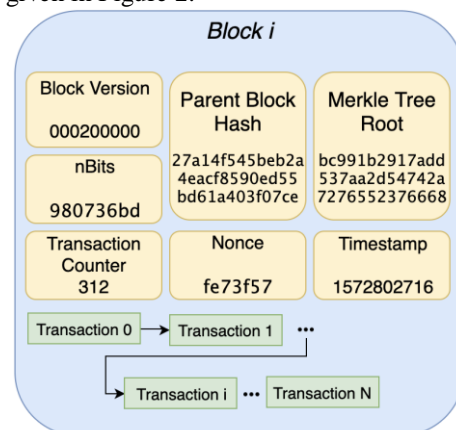 given in Figure 2.
Block i
Block Version
000200000
Parent Block
Hash
27a14f545beb2a
4eacf8590ed55
bd61a403f07ce
Merkle Tree
Root
bc991b2917add
537aa2d54742a
7276552376668
nBits
980736bd
Transaction
Counter
312
Nonce
fe73f57
Timestamp
1572802716
Transaction 0
Transaction 1
•••
Transaction i
•••
Transaction N